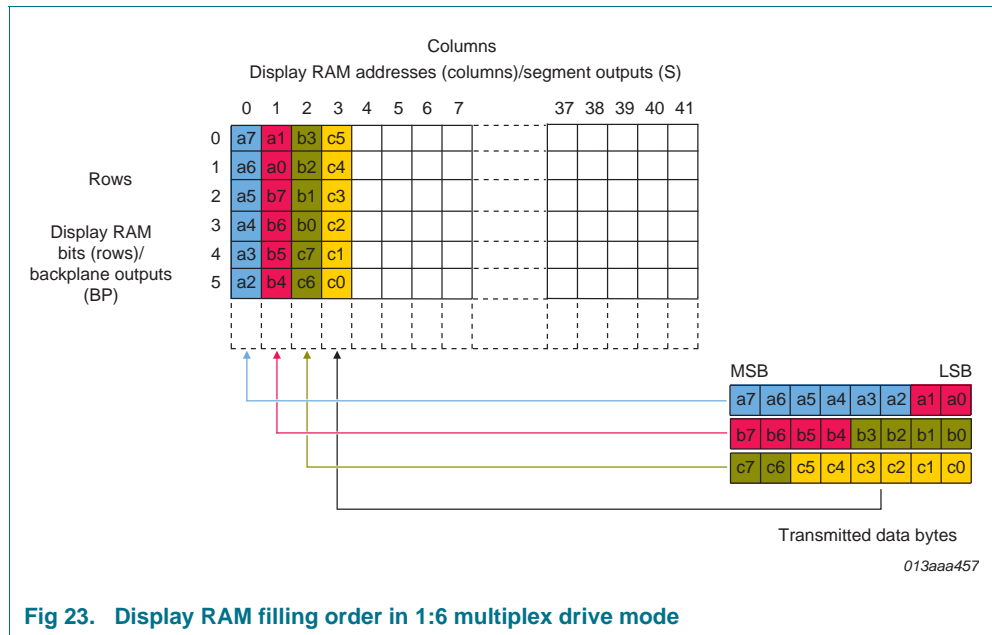 Columns
Display RAM addresses (columns)/segment outputs (S)
0 1 2 3 4 5 6 7 37 38 39 40 41
0 a7 a1 b3 c5
1 a6 a0 b2 c4
Rows
2 a5 b7 b1 c3
3 a4 b6 b0 c2
Display RAM
bits (rows)/
4 a3 b5 c7 c1
backplane outputs
(BP)
5 a2 b4 c6 c0
MSB LSB
a7 a6 a5 a4 a3 a2 a1 a0
b7 b6 b5 b4 b3 b2 b1 b0
c7 c6 c5 c4 c3 c2 c1 c0
Transmitted data bytes
013aaa457
Fig 23. Display RAM filling order in 1:6 multiplex drive mode